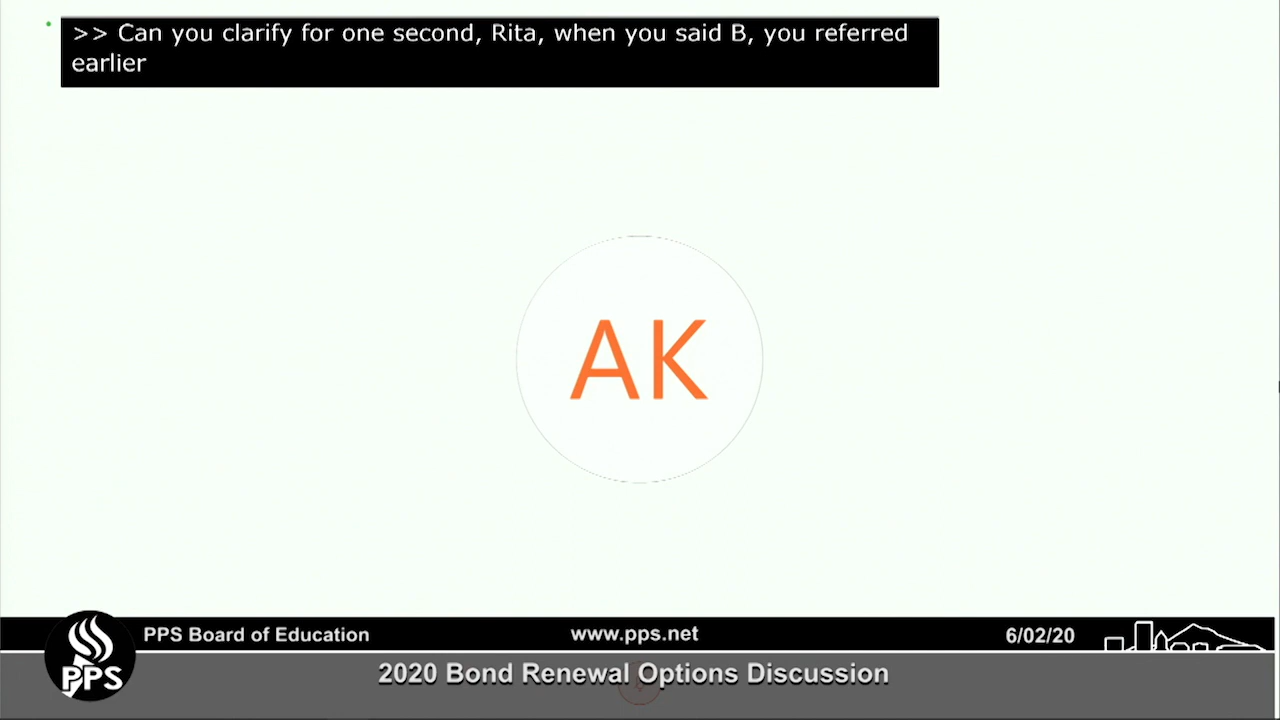 >> Can you clarify for one second, Rita, when you said B, you referred
earlier
AK
PPS Board of Education
www.pps.net
6/02/20
PPS
2020 Bond Renewal Options Discussion